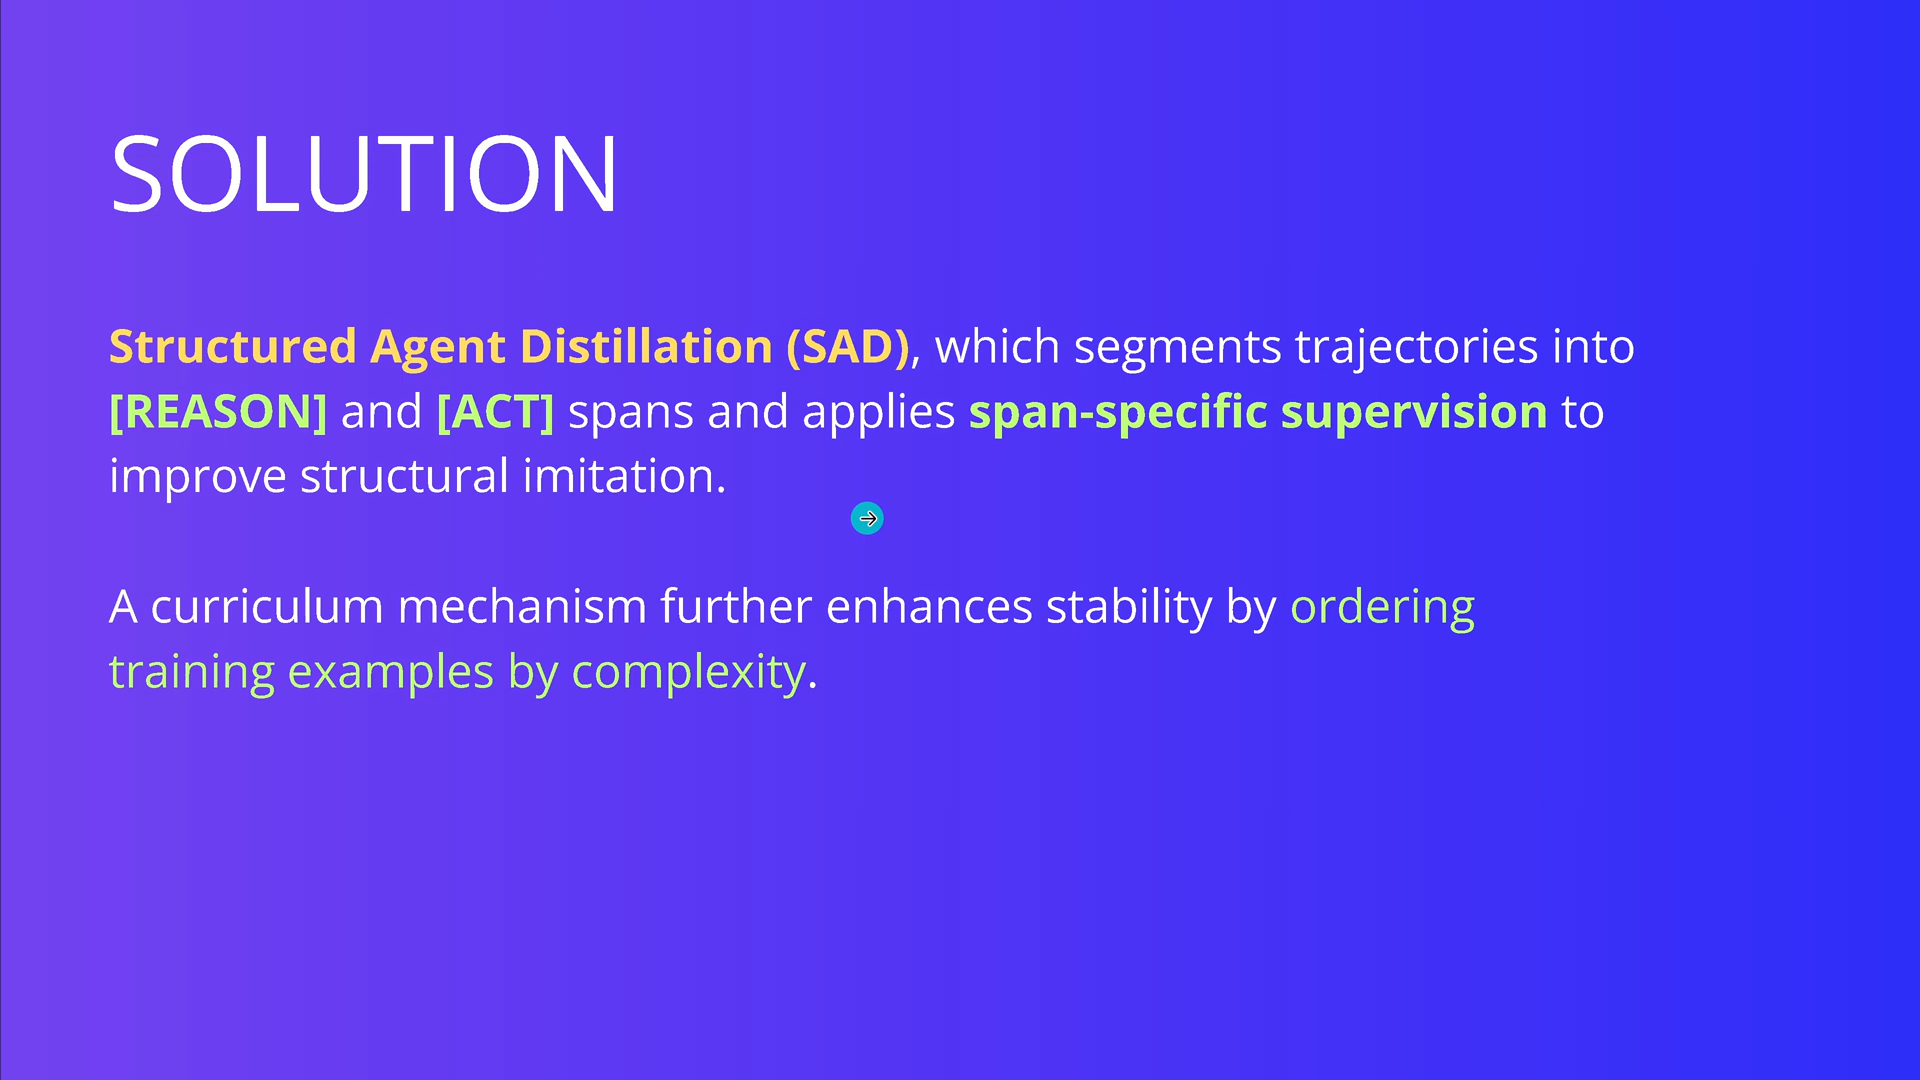 SOLUTION
Structured Agent Distillation (SAD), which segments trajectories into
[REASON] and [ACT] spans and applies span-specific supervision to
improve structural imitation.
A curriculum mechanism further enhances stability by ordering
training examples by complexity.